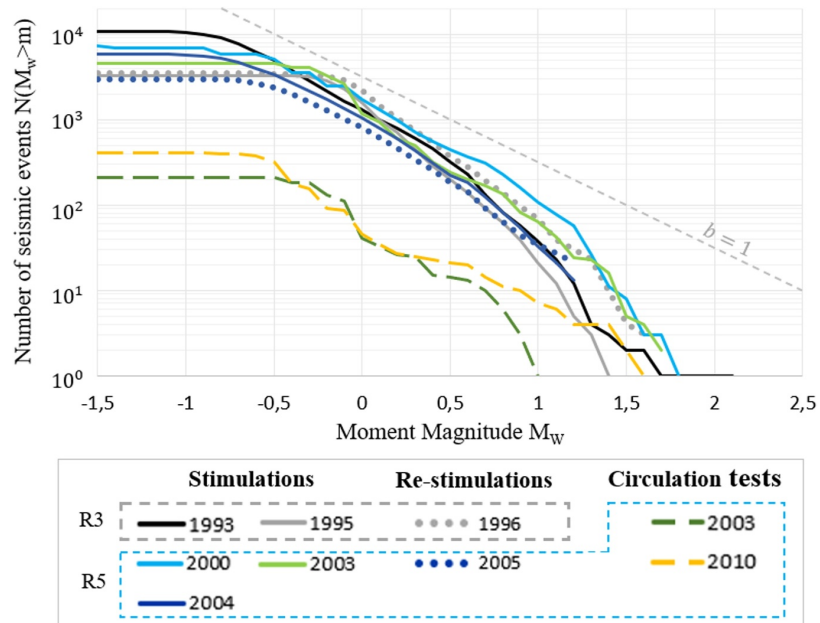 Number of seismic events N(M_w>m)
10⁴
10³
10²
10¹
10⁰
b = 1
-1,5 -1 -0,5 0 0,5 1 1,5 2 2,5
Moment Magnitude M_W
Stimulations Re-stimulations Circulation tests
R3 1993 1995 1996 2003
R5 2000 2003 2005 2010
2004